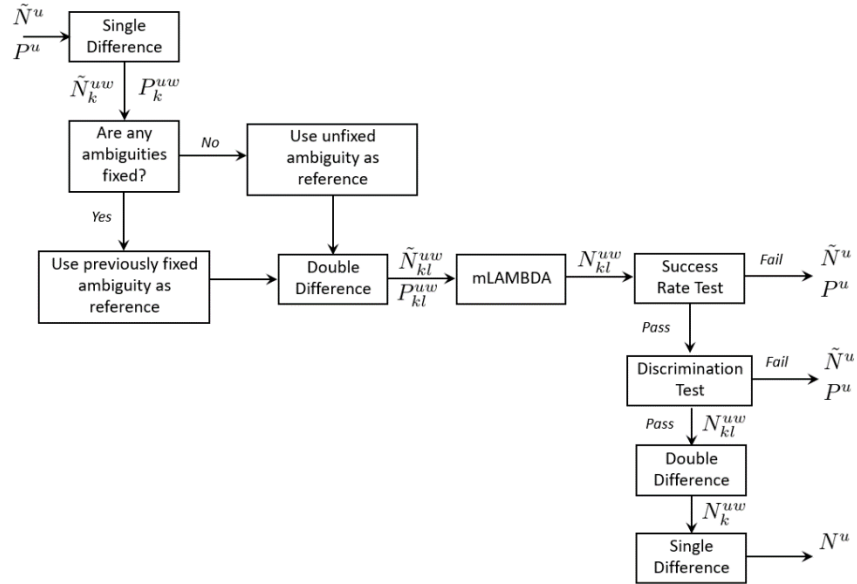 Ñ^u
P^u
Single
Difference
Ñ_k^{uw} P_k^{uw}
Are any
ambiguities
fixed?
No
Use unfixed
ambiguity as
reference
Yes
Use previously fixed
ambiguity as
reference
Double
Difference
Ñ_{kl}^{uw}
P_{kl}^{uw}
mLAMBDA
N_{kl}^{uw}
Success
Rate Test
Fail
Ñ^u
P^u
Pass
Discrimination
Test
Fail
Ñ^u
P^u
Pass
N_{kl}^{uw}
Double
Difference
N_k^{uw}
Single
Difference
N^u